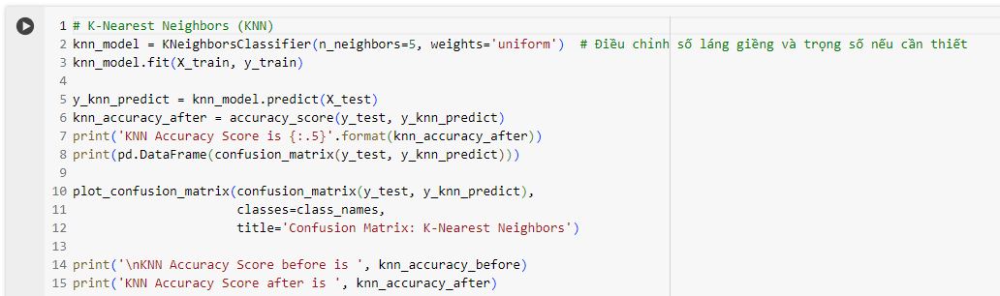 1 # K-Nearest Neighbors (KNN)
2 knn_model = KNeighborsClassifier(n_neighbors=5, weights='uniform')  # Điều chỉnh số láng giềng và trọng số nếu cần thiết
3 knn_model.fit(X_train, y_train)
4
5 y_knn_predict = knn_model.predict(X_test)
6 knn_accuracy_after = accuracy_score(y_test, y_knn_predict)
7 print('KNN Accuracy Score is {:.5}'.format(knn_accuracy_after))
8 print(pd.DataFrame(confusion_matrix(y_test, y_knn_predict)))
9
10 plot_confusion_matrix(confusion_matrix(y_test, y_knn_predict),
11                       classes=class_names,
12                       title='Confusion Matrix: K-Nearest Neighbors')
13
14 print('\nKNN Accuracy Score before is ', knn_accuracy_before)
15 print('KNN Accuracy Score after is ', knn_accuracy_after)